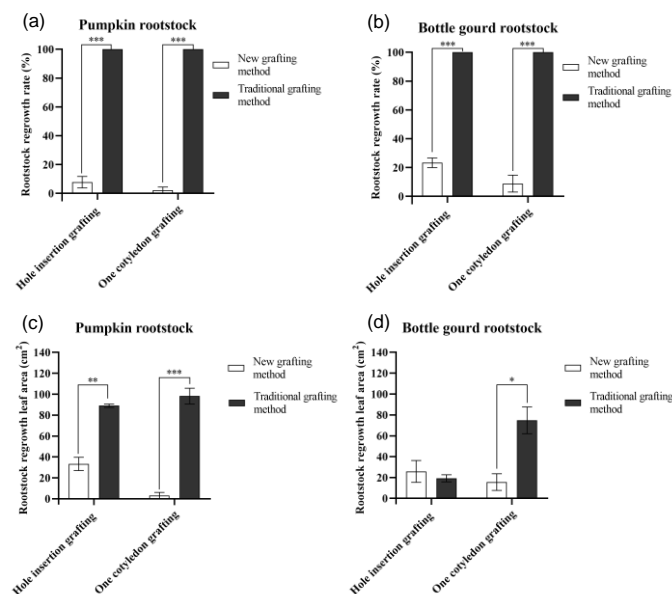 (a)
Pumpkin rootstock
Rootstock regrowth rate (%)
100
80
60
40
20
0
***
***
New grafting
method
Traditional grafting
method
Hole insertion grafting
One cotyledon grafting
(b)
Bottle gourd rootstock
Rootstock regrowth rate (%)
100
80
60
40
20
0
***
***
New grafting
method
Traditional grafting
method
Hole insertion grafting
One cotyledon grafting
(c)
Pumpkin rootstock
Rootstock regrowth leaf area (cm²)
140
120
100
80
60
40
20
0
**
***
New grafting
method
Traditional grafting
method
Hole insertion grafting
One cotyledon grafting
(d)
Bottle gourd rootstock
Rootstock regrowth leaf area (cm²)
140
120
100
80
60
40
20
0
*
New grafting
method
Traditional grafting
method
Hole insertion grafting
One cotyledon grafting